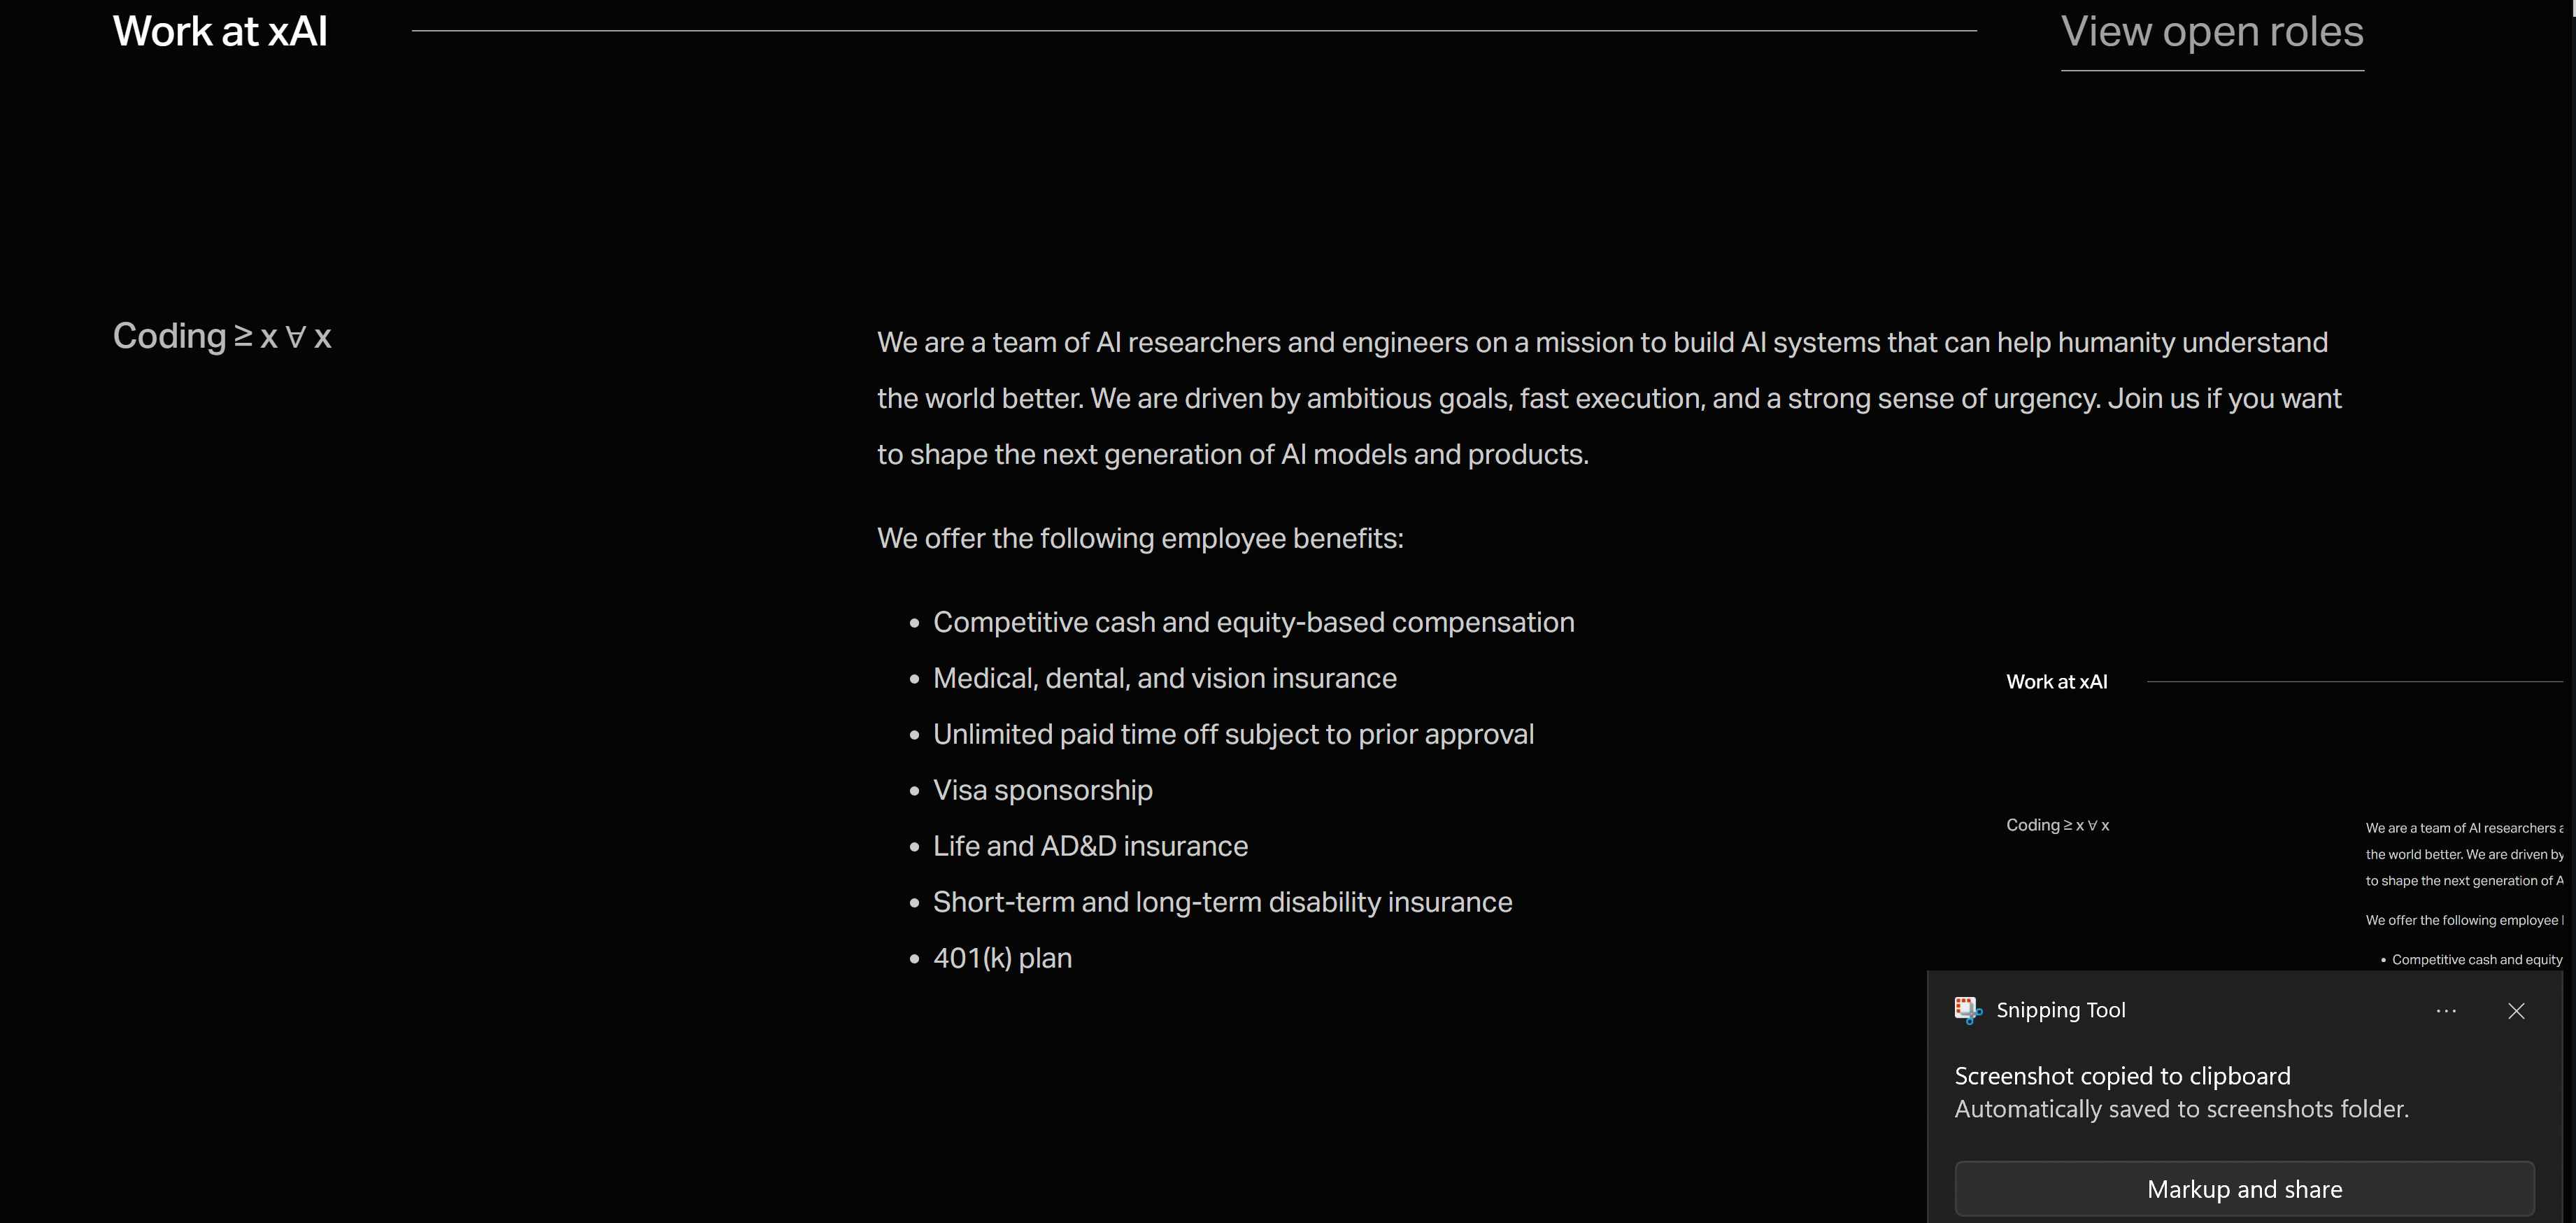 Work at xAI
View open roles
Coding ≥ x ∀ x
We are a team of AI researchers and engineers on a mission to build AI systems that can help humanity understand
the world better. We are driven by ambitious goals, fast execution, and a strong sense of urgency. Join us if you want
to shape the next generation of AI models and products.
We offer the following employee benefits:
• Competitive cash and equity-based compensation
• Medical, dental, and vision insurance
• Unlimited paid time off subject to prior approval
• Visa sponsorship
• Life and AD&D insurance
• Short-term and long-term disability insurance
• 401(k) plan
Work at xAI
Coding ≥ x ∀ x
We are a team of AI researchers
the world better. We are driven by
to shape the next generation of
We offer the following employee
• Competitive cash and equity
Snipping Tool
Screenshot copied to clipboard
Automatically saved to screenshots folder.
Markup and share